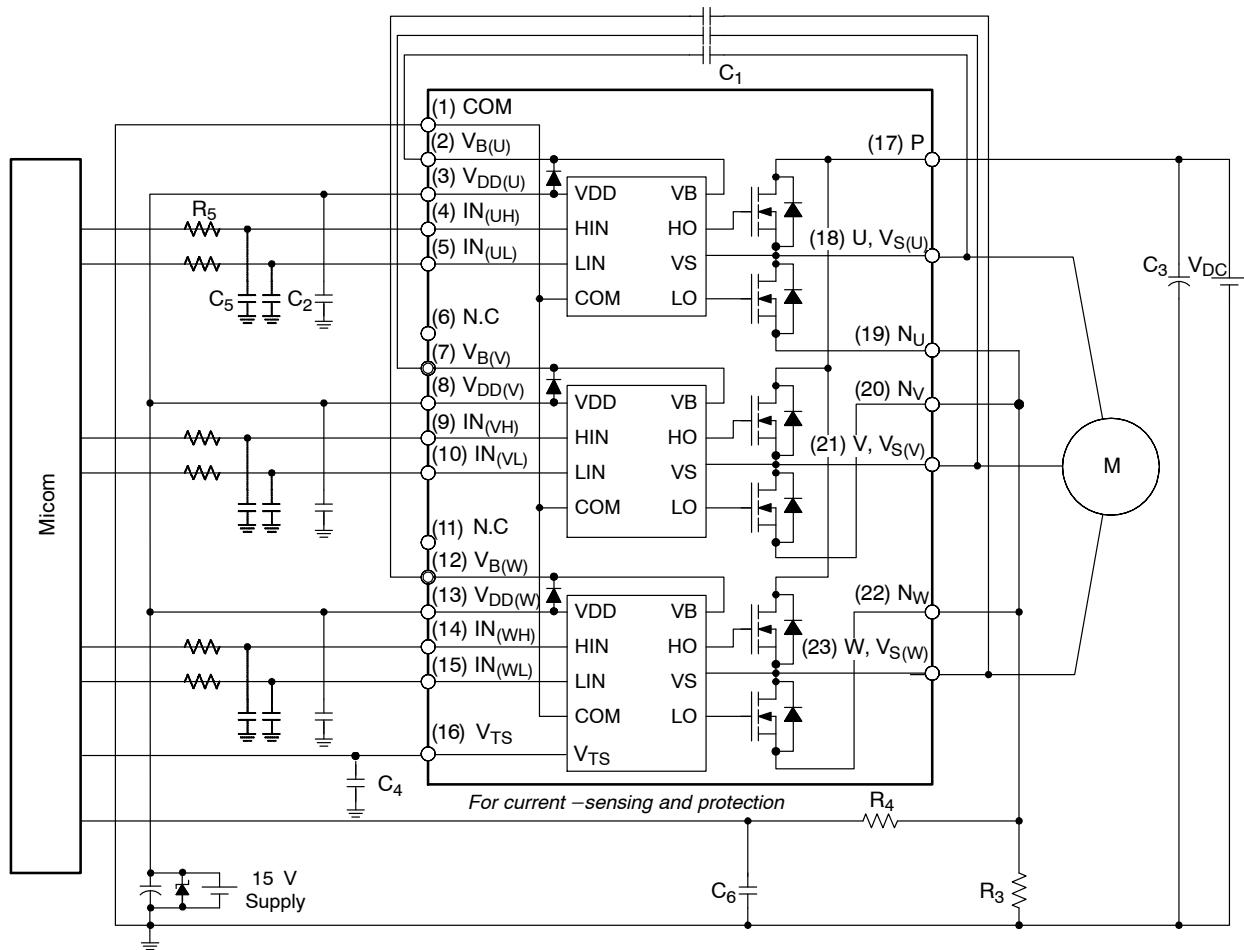 C1
(1) COM
(2) VB(U)
(3) VDD(U)
(4) IN(UH)
(5) IN(UL)
(6) N.C
(7) VB(V)
(8) VDD(V)
(9) IN(VH)
(10) IN(VL)
(11) N.C
(12) VB(W)
(13) VDD(W)
(14) IN(WH)
(15) IN(WL)
(16) VTS
Micom
R5
C5
C2
C4
VDD
HIN
LIN
COM
VB
HO
VS
LO
VDD
HIN
LIN
COM
VB
HO
VS
LO
VDD
HIN
LIN
COM
VTS
VB
HO
VS
LO
(17) P
(18) U, VS(U)
(19) NU
(20) NV
(21) V, VS(V)
(22) NW
(23) W, VS(W)
C3
VDC
M
For current −sensing and protection
R4
R3
C6
15 V
Supply